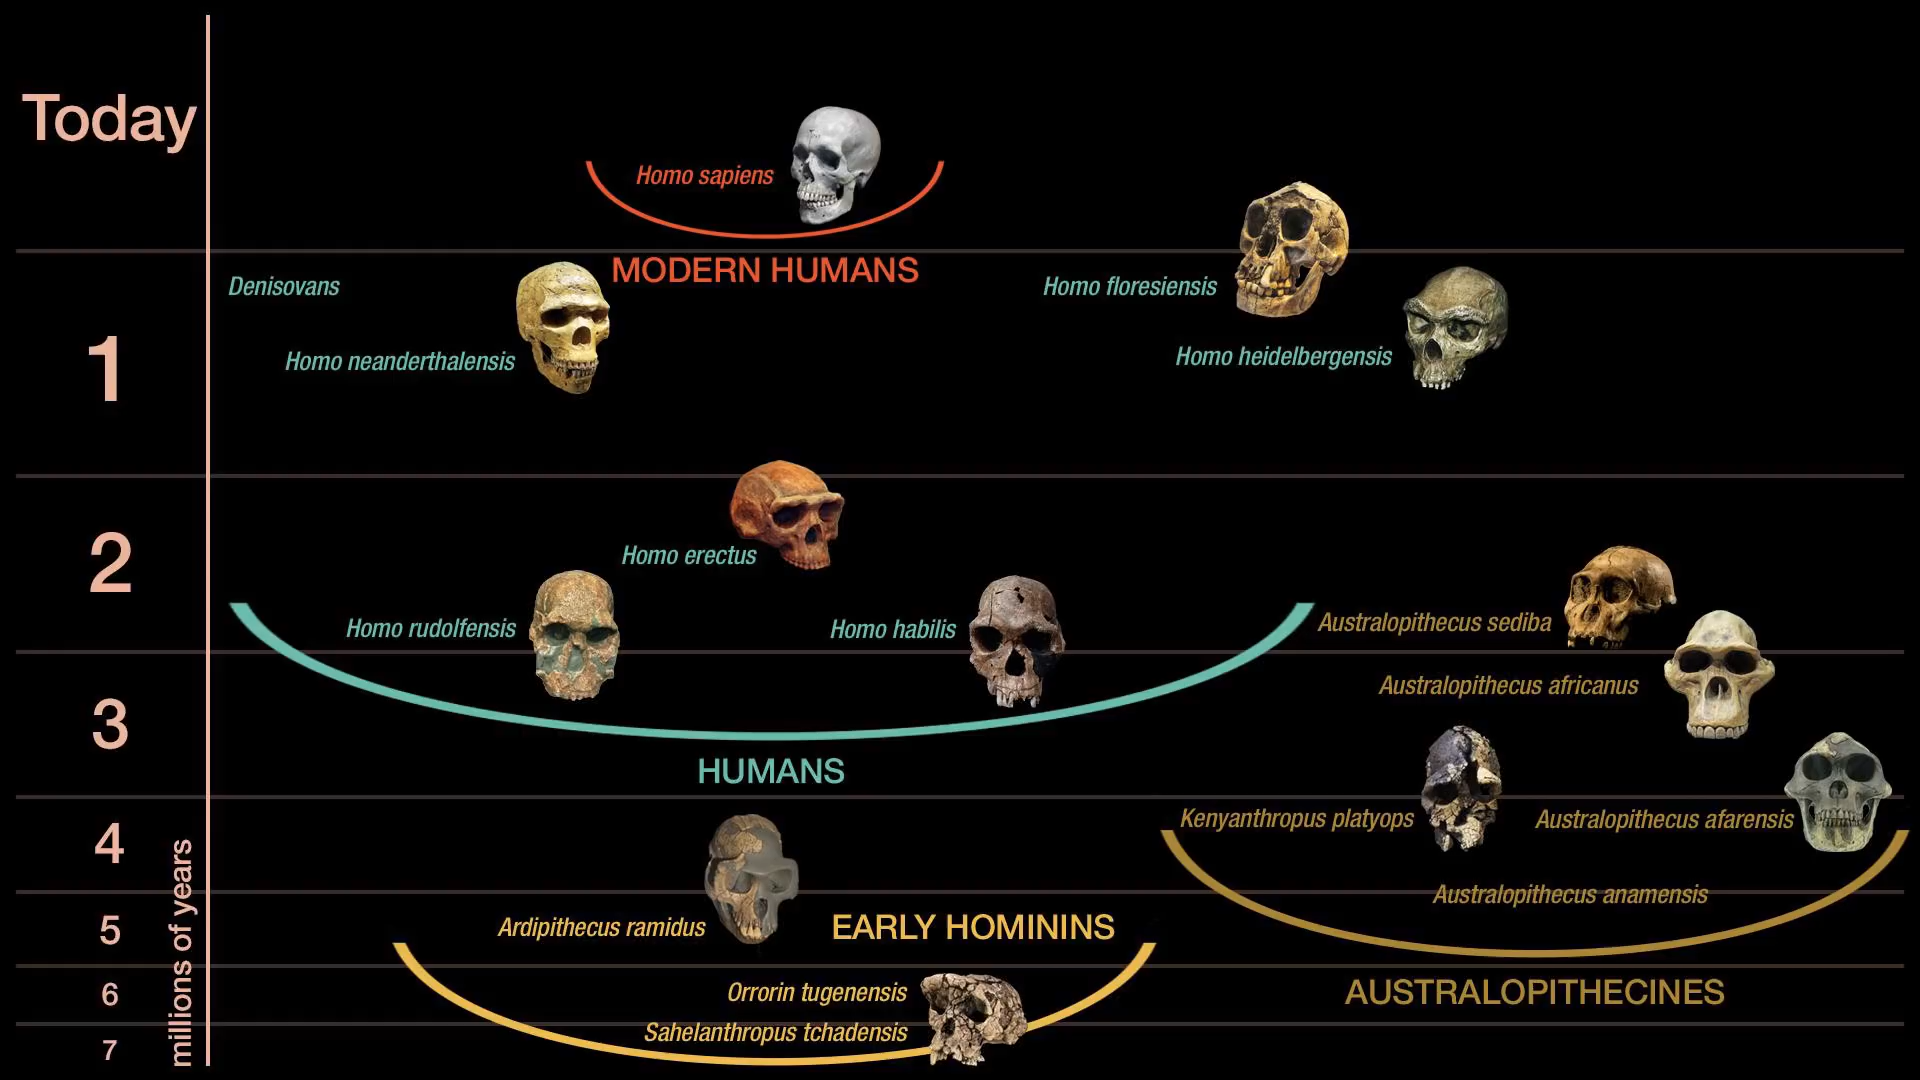 Today
Homo sapiens
MODERN HUMANS
Denisovans
Homo floresiensis
Homo neanderthalensis
Homo heidelbergensis
1
2
Homo erectus
Homo rudolfensis
Homo habilis
Australopithecus sediba
Australopithecus africanus
3
HUMANS
Kenyanthropus platyops
Australopithecus afarensis
4
Australopithecus anamensis
Ardipithecus ramidus
EARLY HOMININS
5
6
Orrorin tugenensis
AUSTRALOPITHECINES
Sahelanthropus tchadensis
7
millions of years